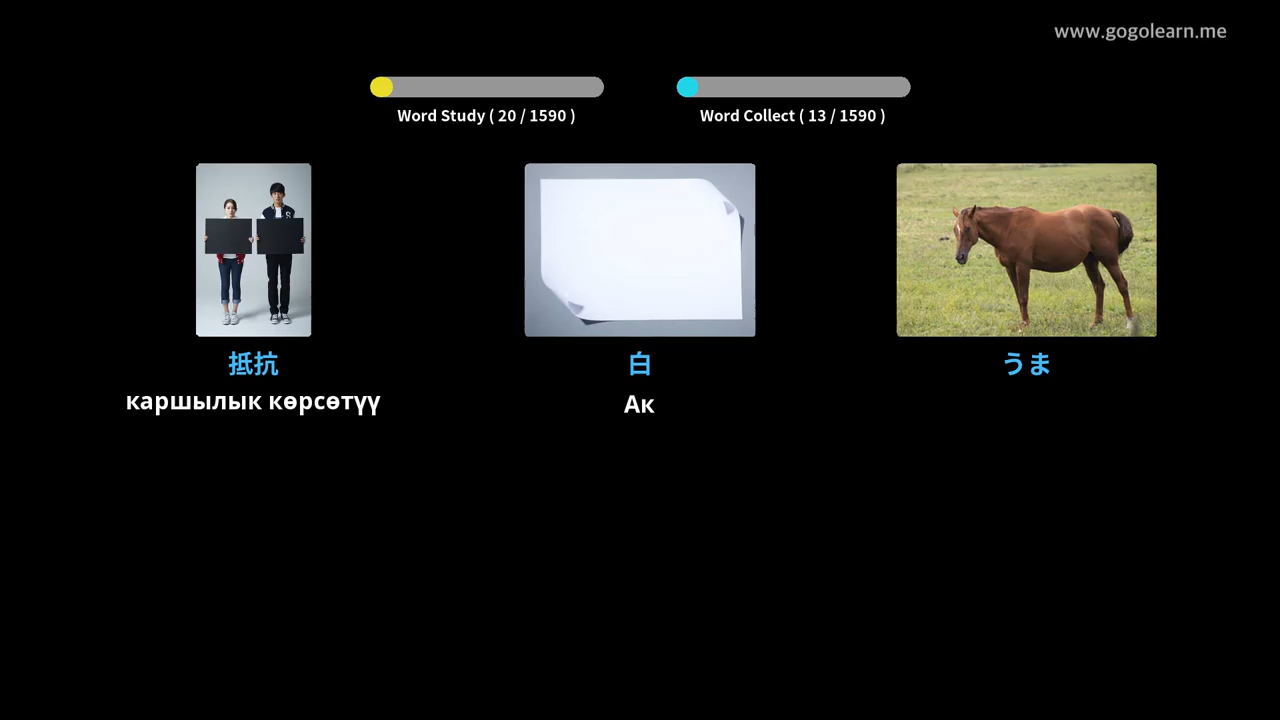 www.gogolearn.me
Word Study ( 20 / 1590 )
Word Collect ( 13 / 1590 )
抵抗
白
うま
каршылык көрсөтүү
Ак